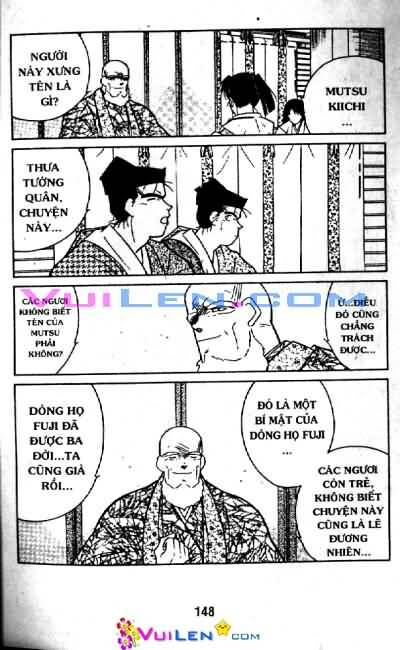 NGƯỜI
NÀY XƯNG
TÊN LÀ
GÌ?
MUTSU
KIICHI
...
THƯA
TƯỚNG
QUÂN,
CHUYỆN
NÀY...
CÁC NGƯƠI
KHÔNG BIẾT
TÊN CỦA
MUTSU
PHẢI
KHÔNG?
Ừ...ĐIỀU
ĐÓ CŨNG
CHẲNG
TRÁCH
ĐƯỢC...
VUILEN.COM
DÒNG HỌ
FUJI ĐÃ
ĐƯỢC BA
ĐỜI...TA
CŨNG GIÀ
RỒI...
ĐÓ LÀ MỘT
BÍ MẬT CỦA
DÒNG HỌ FUJI
...
CÁC NGƯƠI
CÒN TRẺ,
KHÔNG BIẾT
CHUYỆN NÀY
CŨNG LÀ LẼ
ĐƯƠNG
NHIÊN...
148
VUILEN.COM